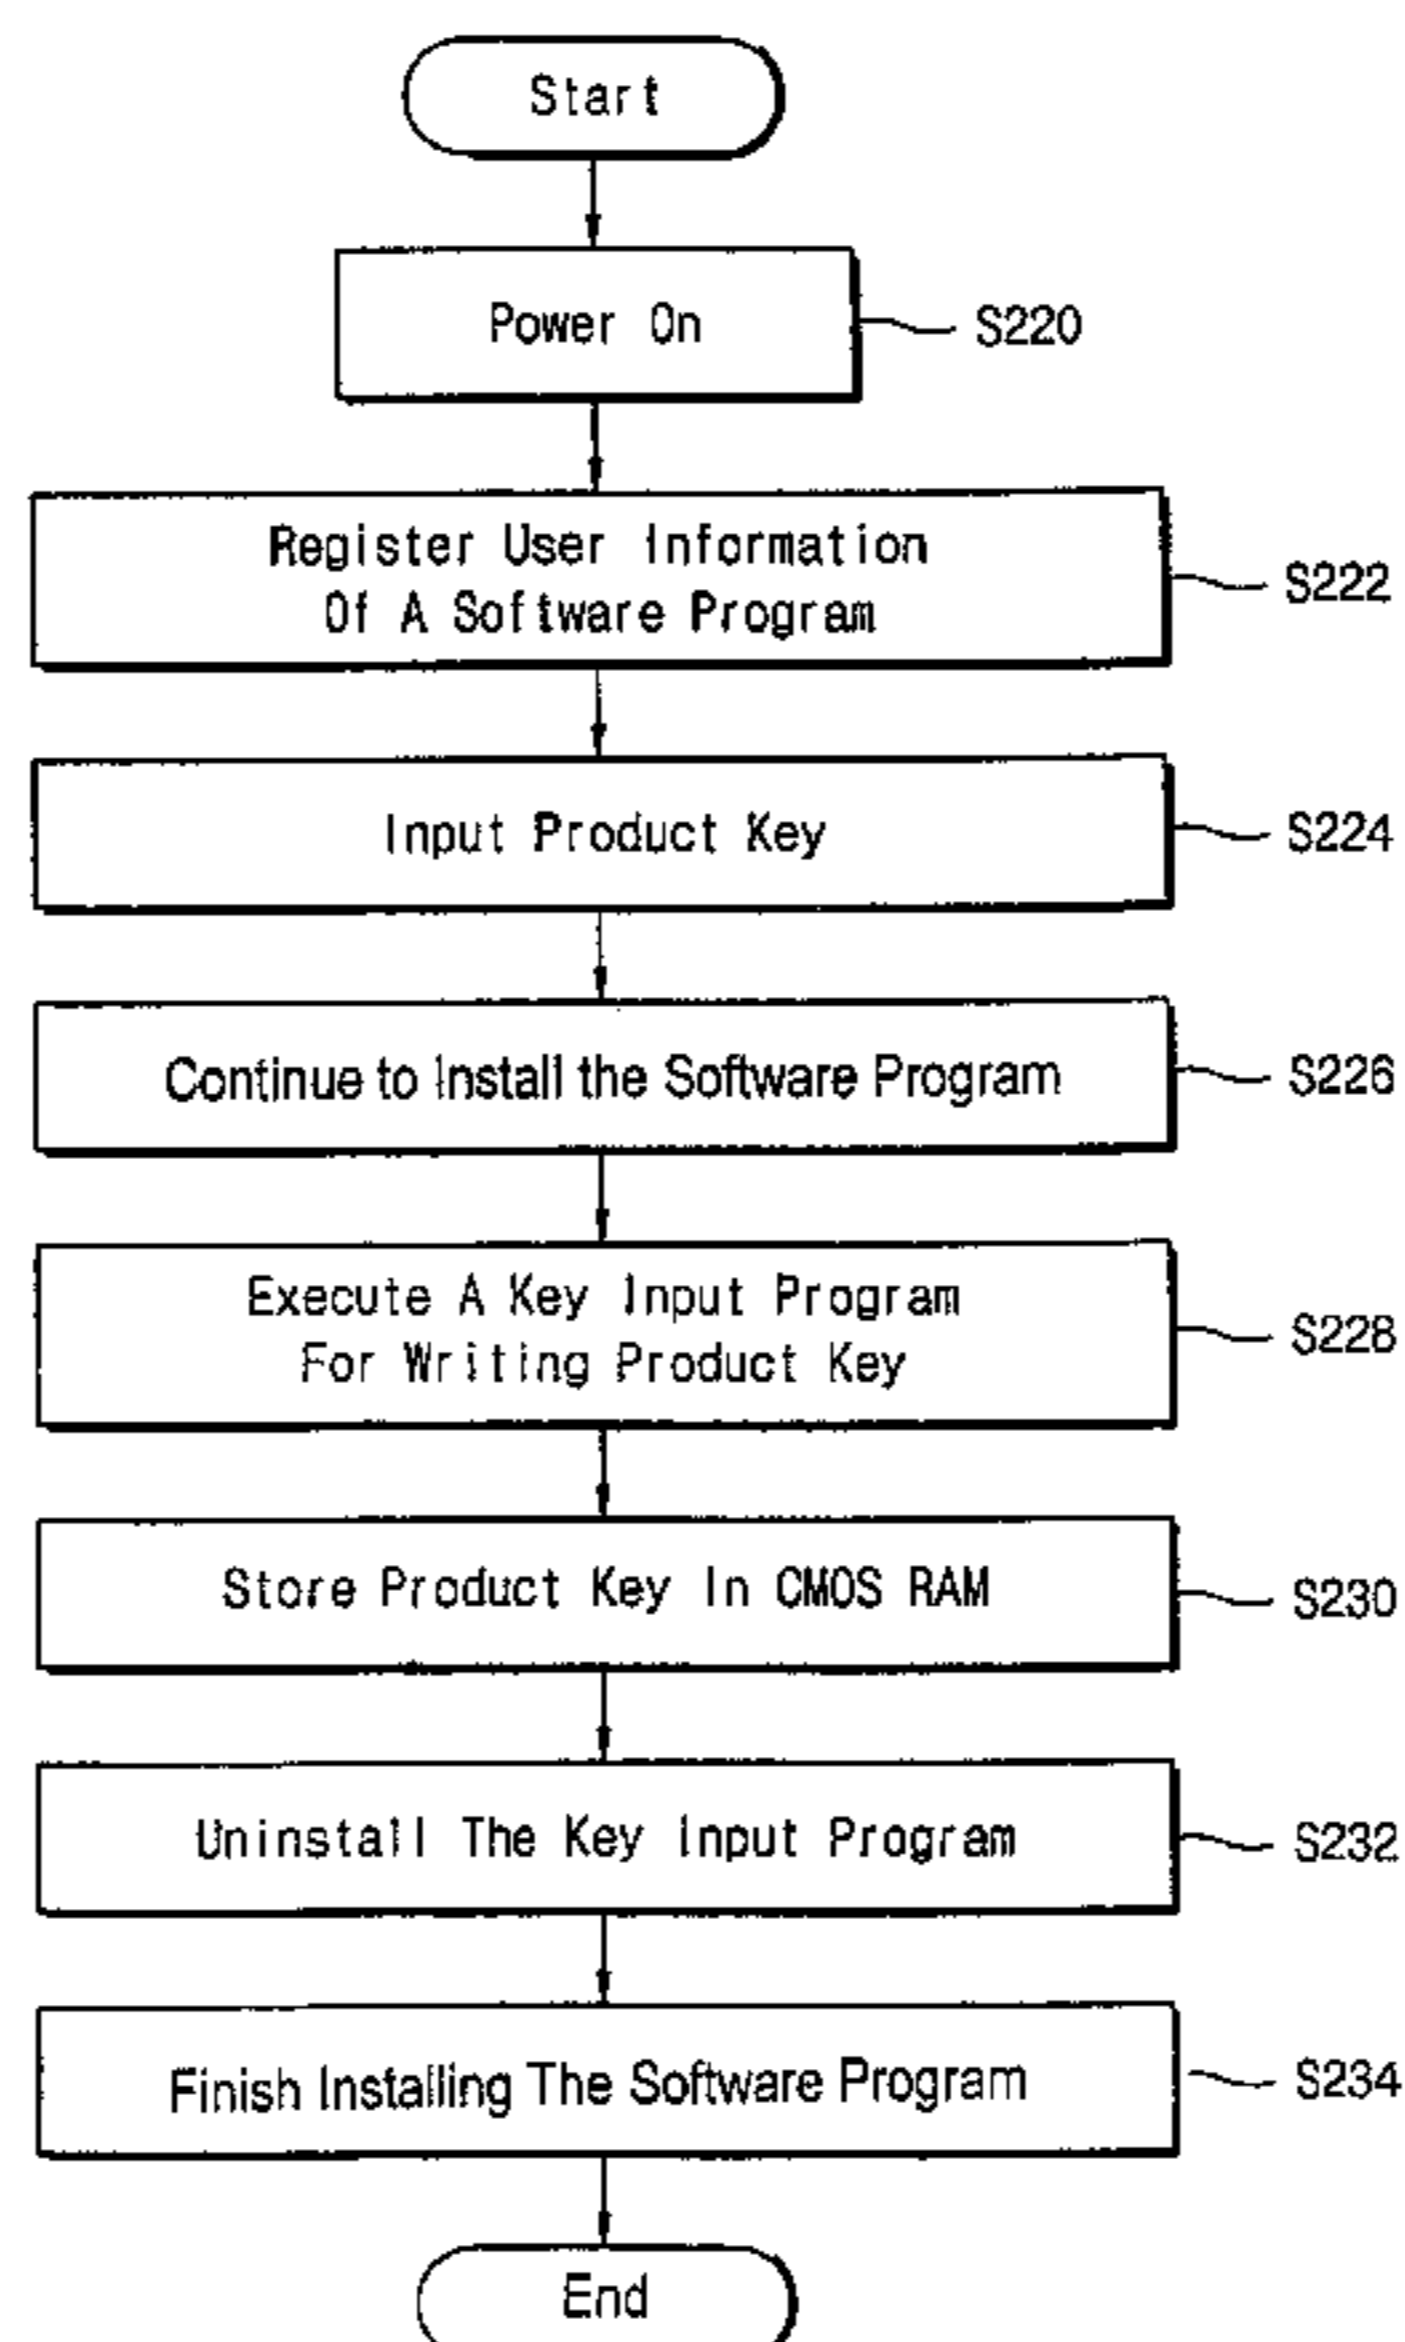 Start
Power On
S220
Register User Information
Of A Software Program
S222
Input Product Key
S224
Continue to Install the Software Program
S226
Execute A Key Input Program
For Writing Product Key
S228
Store Product Key In CMOS RAM
S230
Uninstall The Key Input Program
S232
Finish Installing The Software Program
S234
End